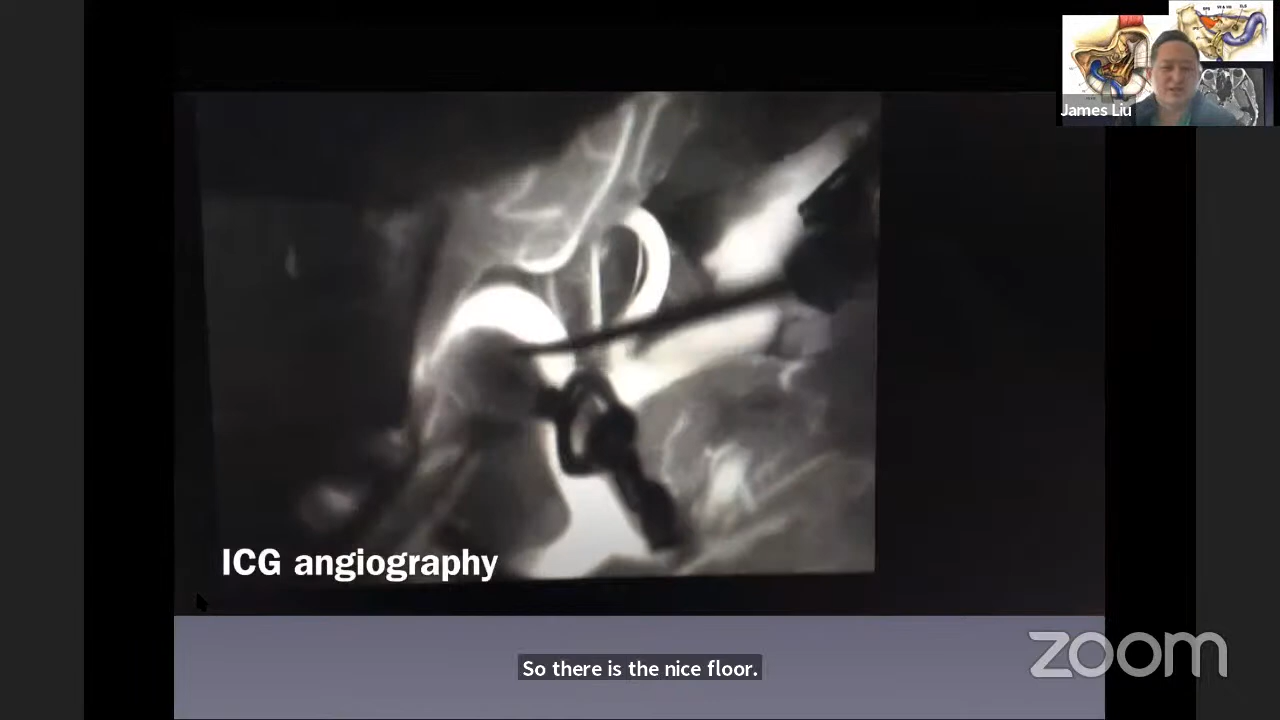 James Liu
ICG angiography
So there is the nice floor.
zoom